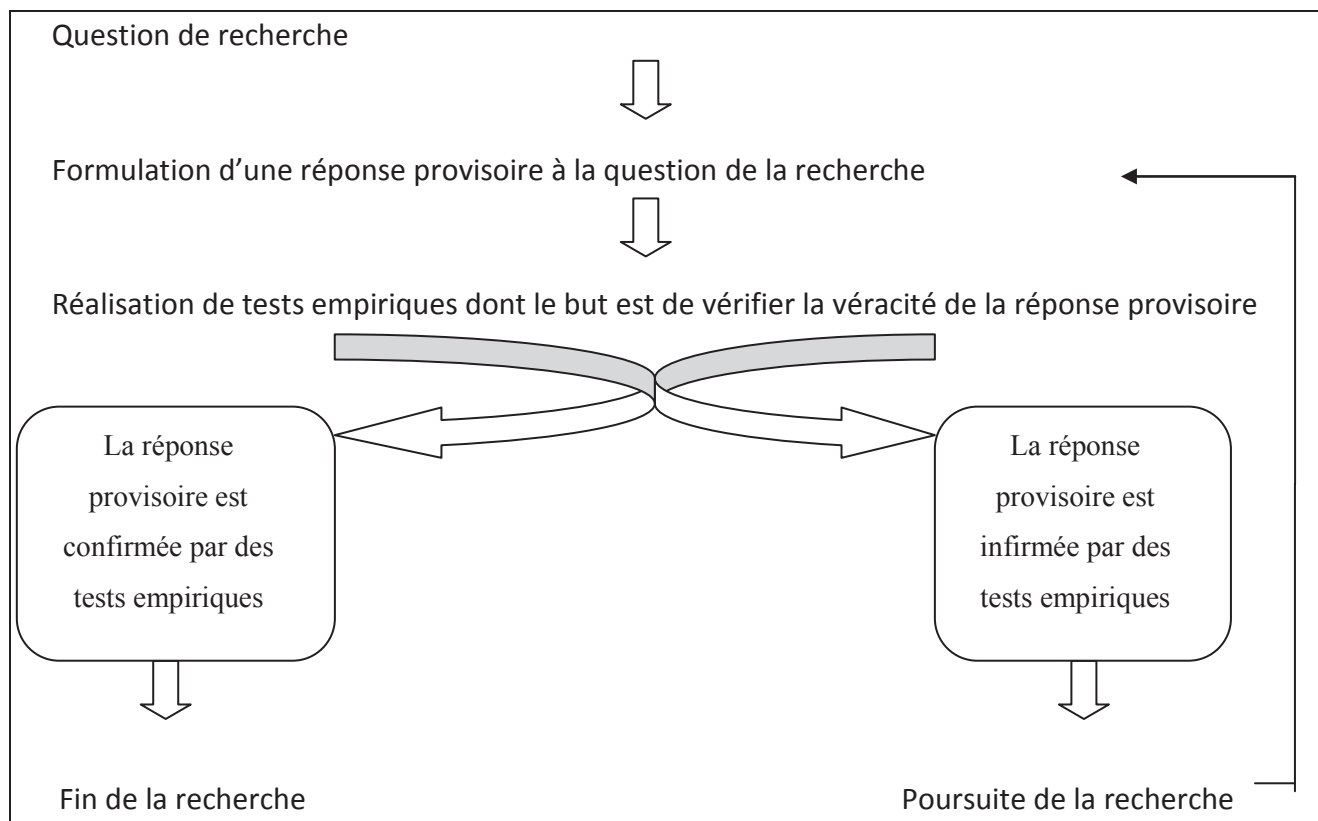 Question de recherche
Formulation d’une réponse provisoire à la question de la recherche
Réalisation de tests empiriques dont le but est de vérifier la véracité de la réponse provisoire
La réponse
provisoire est
confirmée par des
tests empiriques
La réponse
provisoire est
infirmée par des
tests empiriques
Fin de la recherche
Poursuite de la recherche